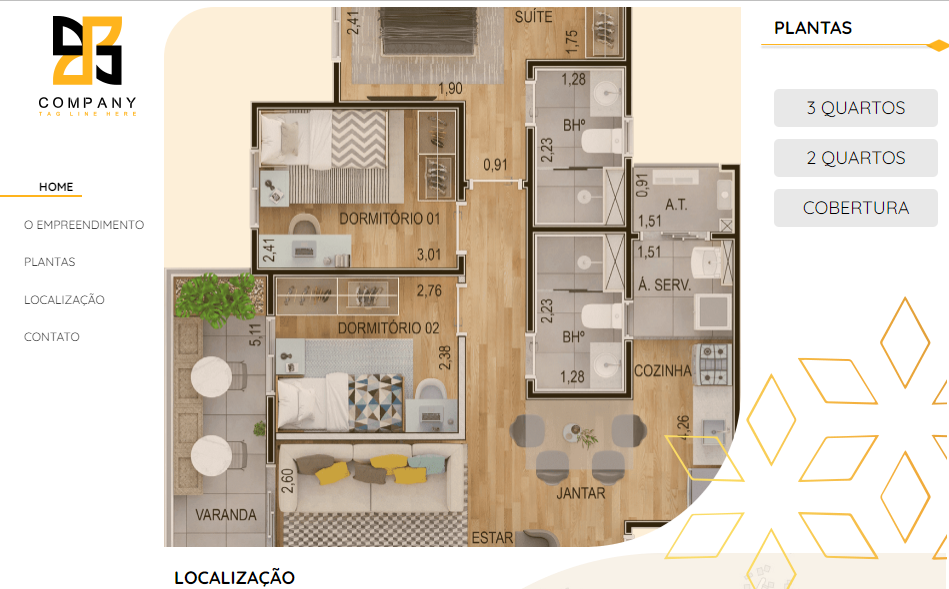 COMPANY
TAG LINE HERE
HOME
O EMPREENDIMENTO
PLANTAS
LOCALIZAÇÃO
CONTATO
2,41
SUÍTE
1,75
1,90
1,28
BHº
2,23
0,91
DORMITÓRIO 01
2,41
3,01
0,91
A.T.
1,51
1,51
Á. SERV.
2,76
DORMITÓRIO 02
5,11
2,38
2,23
BHº
1,28
COZINHA
1,26
2,60
VARANDA
JANTAR
ESTAR
PLANTAS
3 QUARTOS
2 QUARTOS
COBERTURA
LOCALIZAÇÃO